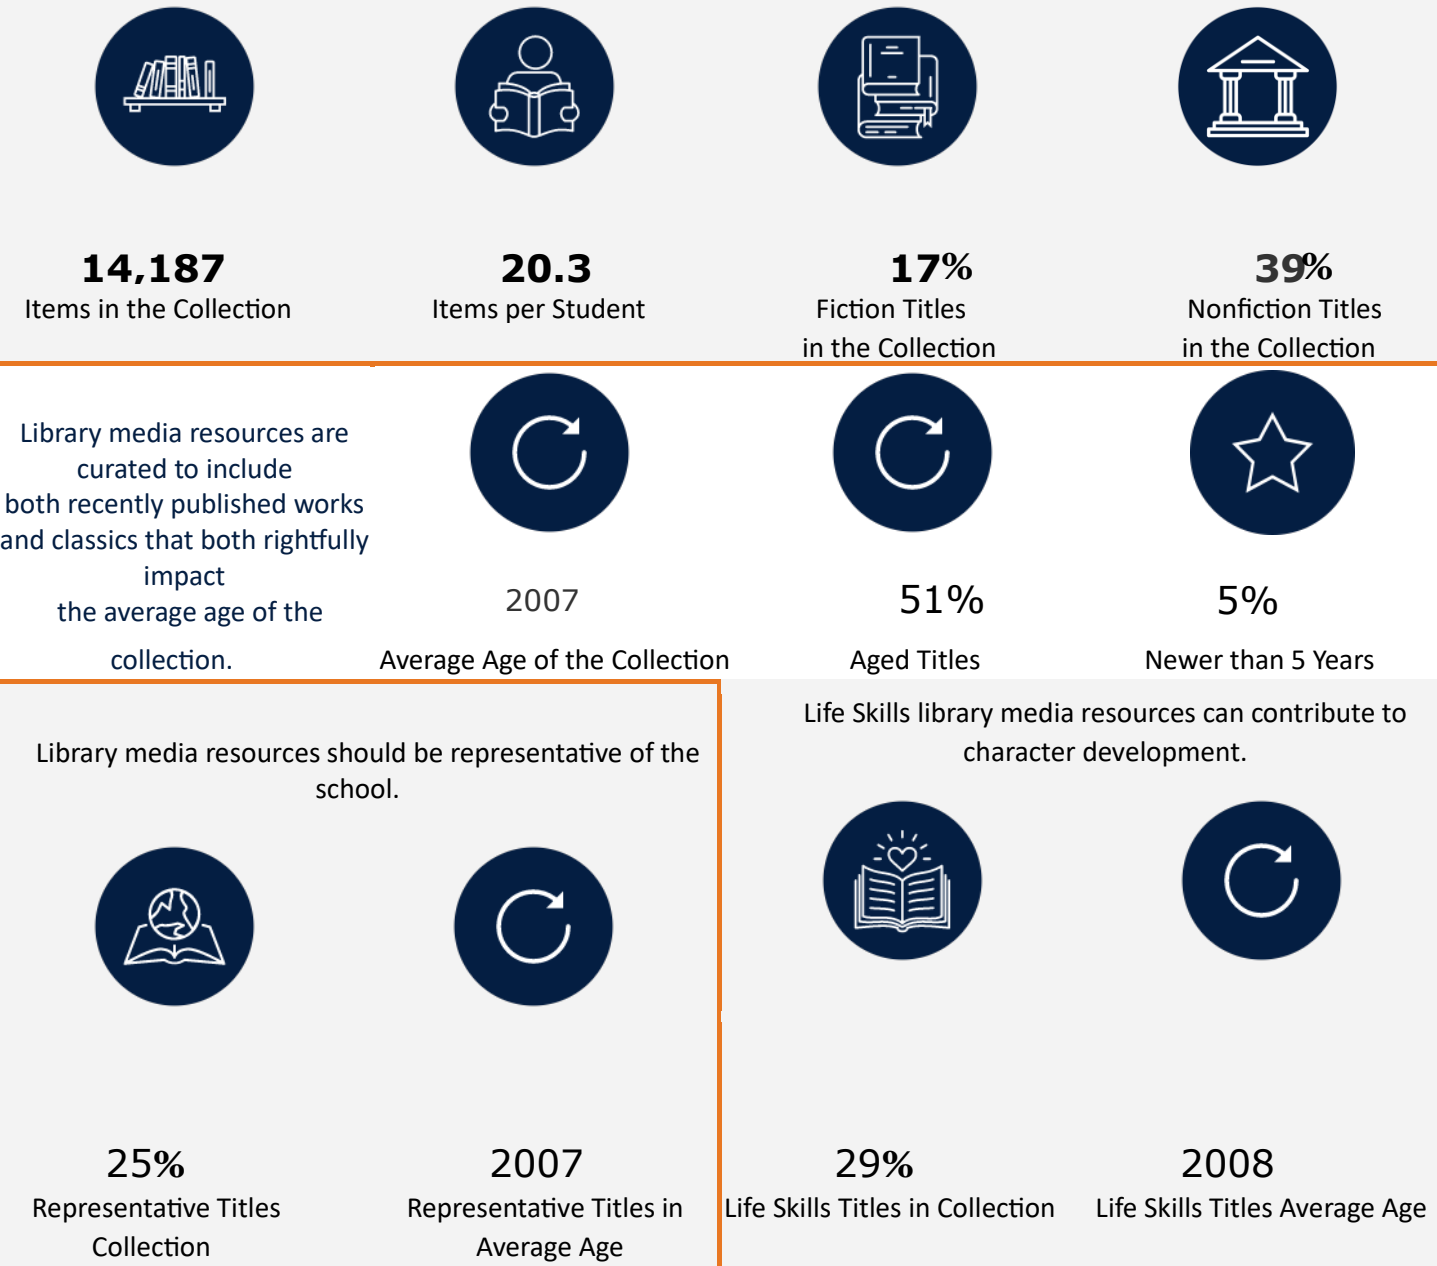 14,187
Items in the Collection
20.3
Items per Student
17%
Fiction Titles
in the Collection
39%
Nonfiction Titles
in the Collection
Library media resources are
curated to include
both recently published works
and classics that both rightfully
impact
the average age of the
collection.
2007
Average Age of the Collection
51%
Aged Titles
5%
Newer than 5 Years
Library media resources should be representative of the
school.
25%
Representative Titles
Collection
2007
Representative Titles in
Average Age
Life Skills library media resources can contribute to
character development.
29%
Life Skills Titles in Collection
2008
Life Skills Titles Average Age